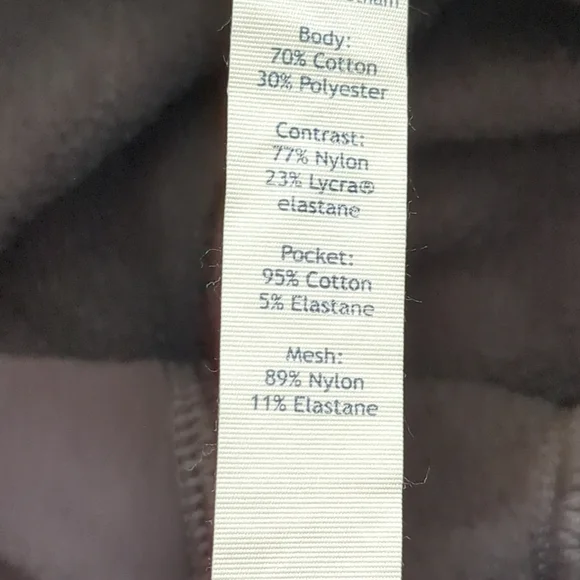 Body:
70% Cotton
30% Polyester
Contrast:
77% Nylon
23% Lycra®
elastane
Pocket:
95% Cotton
5% Elastane
Mesh:
89% Nylon
11% Elastane